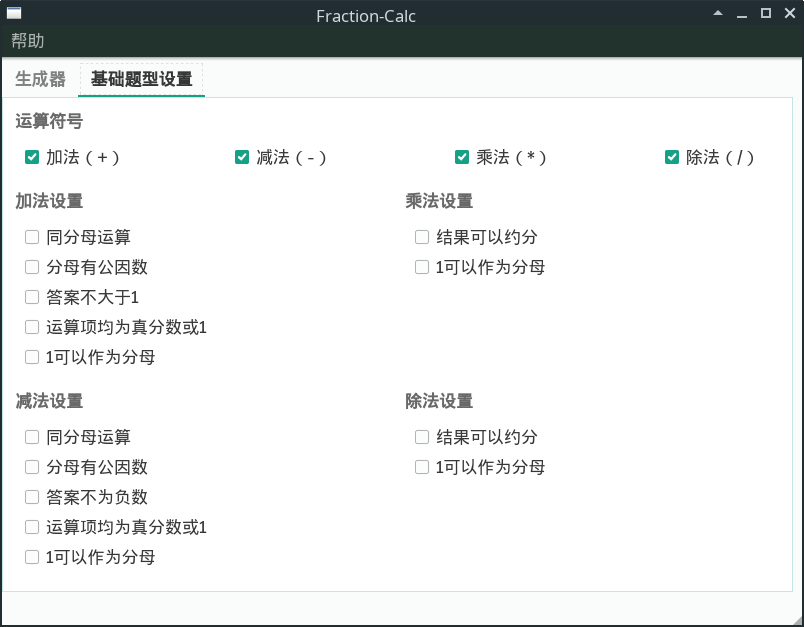 Fraction-Calc
帮助
生成器 基础题型设置
运算符号
加法（+） 减法（-） 乘法（*） 除法（/）
加法设置 乘法设置
同分母运算 结果可以约分
分母有公因数 1可以作为分母
答案不大于1
运算项均为真分数或1
1可以作为分母
减法设置 除法设置
同分母运算 结果可以约分
分母有公因数 1可以作为分母
答案不为负数
运算项均为真分数或1
1可以作为分母